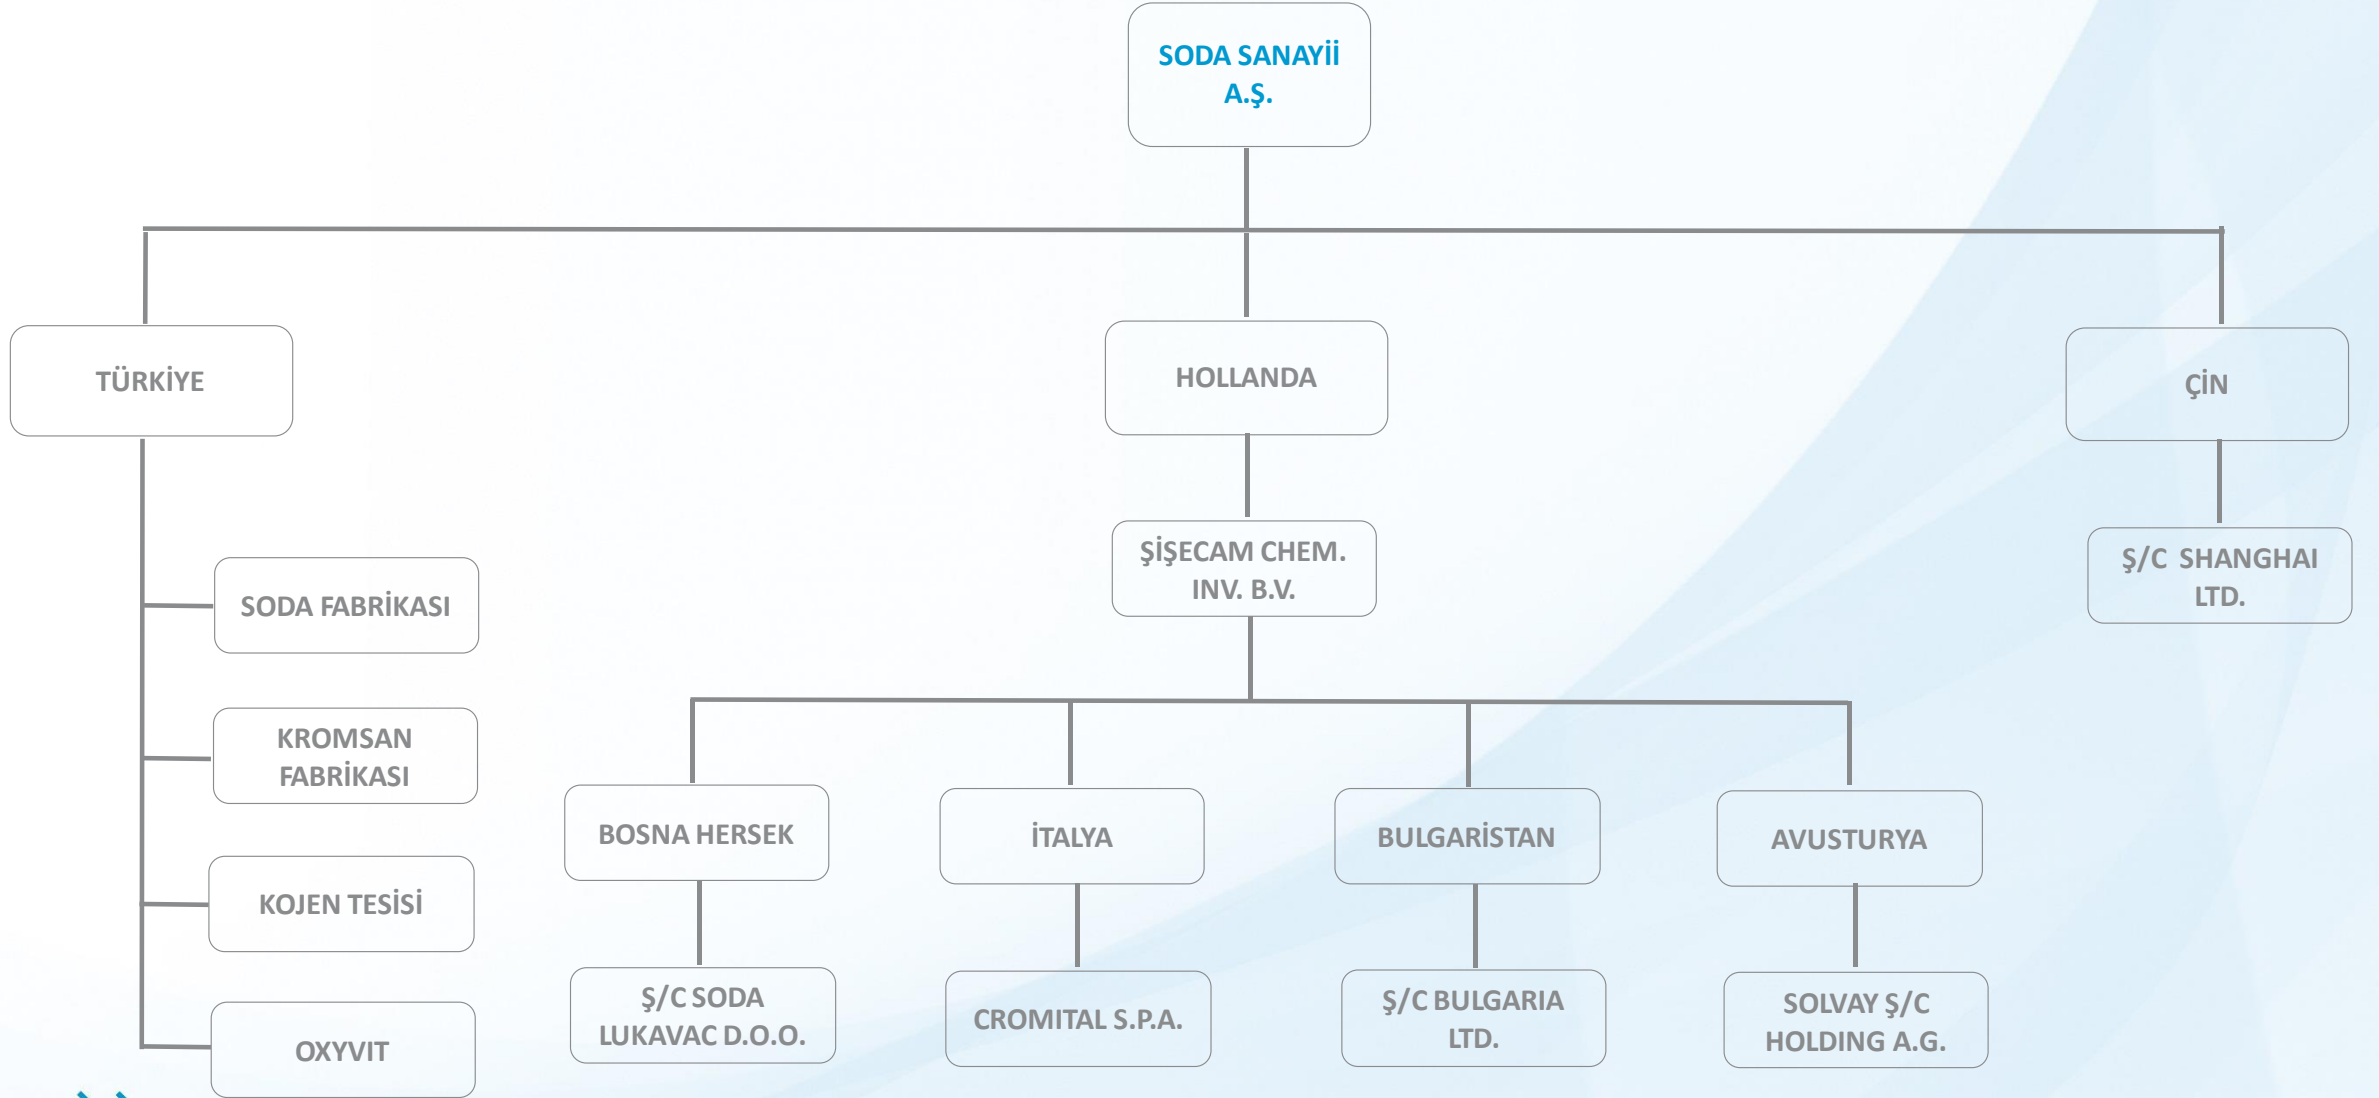 SODA SANAYİİ
A.Ş.
TÜRKİYE
HOLLANDA
ÇİN
ŞİŞECAM CHEM.
INV. B.V.
Ş/C SHANGHAI
LTD.
SODA FABRİKASI
KROMSAN
FABRİKASI
KOJEN TESİSİ
OXYVIT
BOSNA HERSEK
İTALYA
BULGARİSTAN
AVUSTURYA
Ş/C SODA
LUKAVAC D.O.O.
CROMITAL S.P.A.
Ş/C BULGARIA
LTD.
SOLVAY Ş/C
HOLDING A.G.